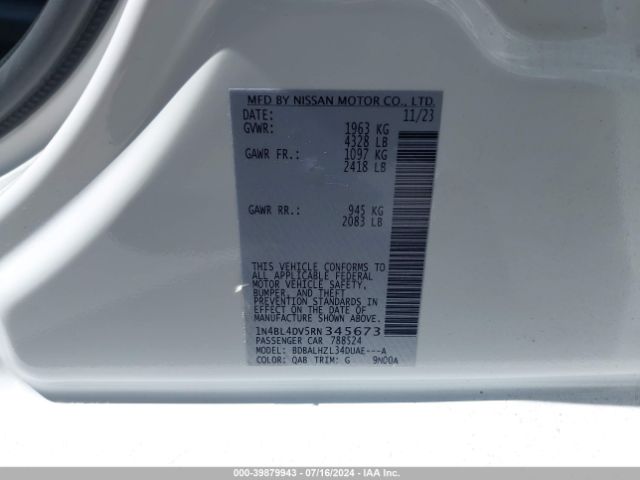 MFD BY NISSAN MOTOR CO., LTD.
DATE: 11/23
GVWR: 1963 KG
4328 LB
GAWR FR.: 1097 KG
2418 LB
GAWR RR.: 945 KG
2083 LB
THIS VEHICLE CONFORMS TO
ALL APPLICABLE FEDERAL
MOTOR VEHICLE SAFETY,
BUMPER, AND THEFT
PREVENTION STANDARDS IN
EFFECT ON THE DATE OF
MANUFACTURE SHOWN ABOVE.
1N4BL4DV5RN345673
PASSENGER CAR 788524
MODEL: BDBALHZL34DUAE---A
COLOR: QAB TRIM: G 9N00A
000-39879943 - 07/16/2024 - IAA Inc.